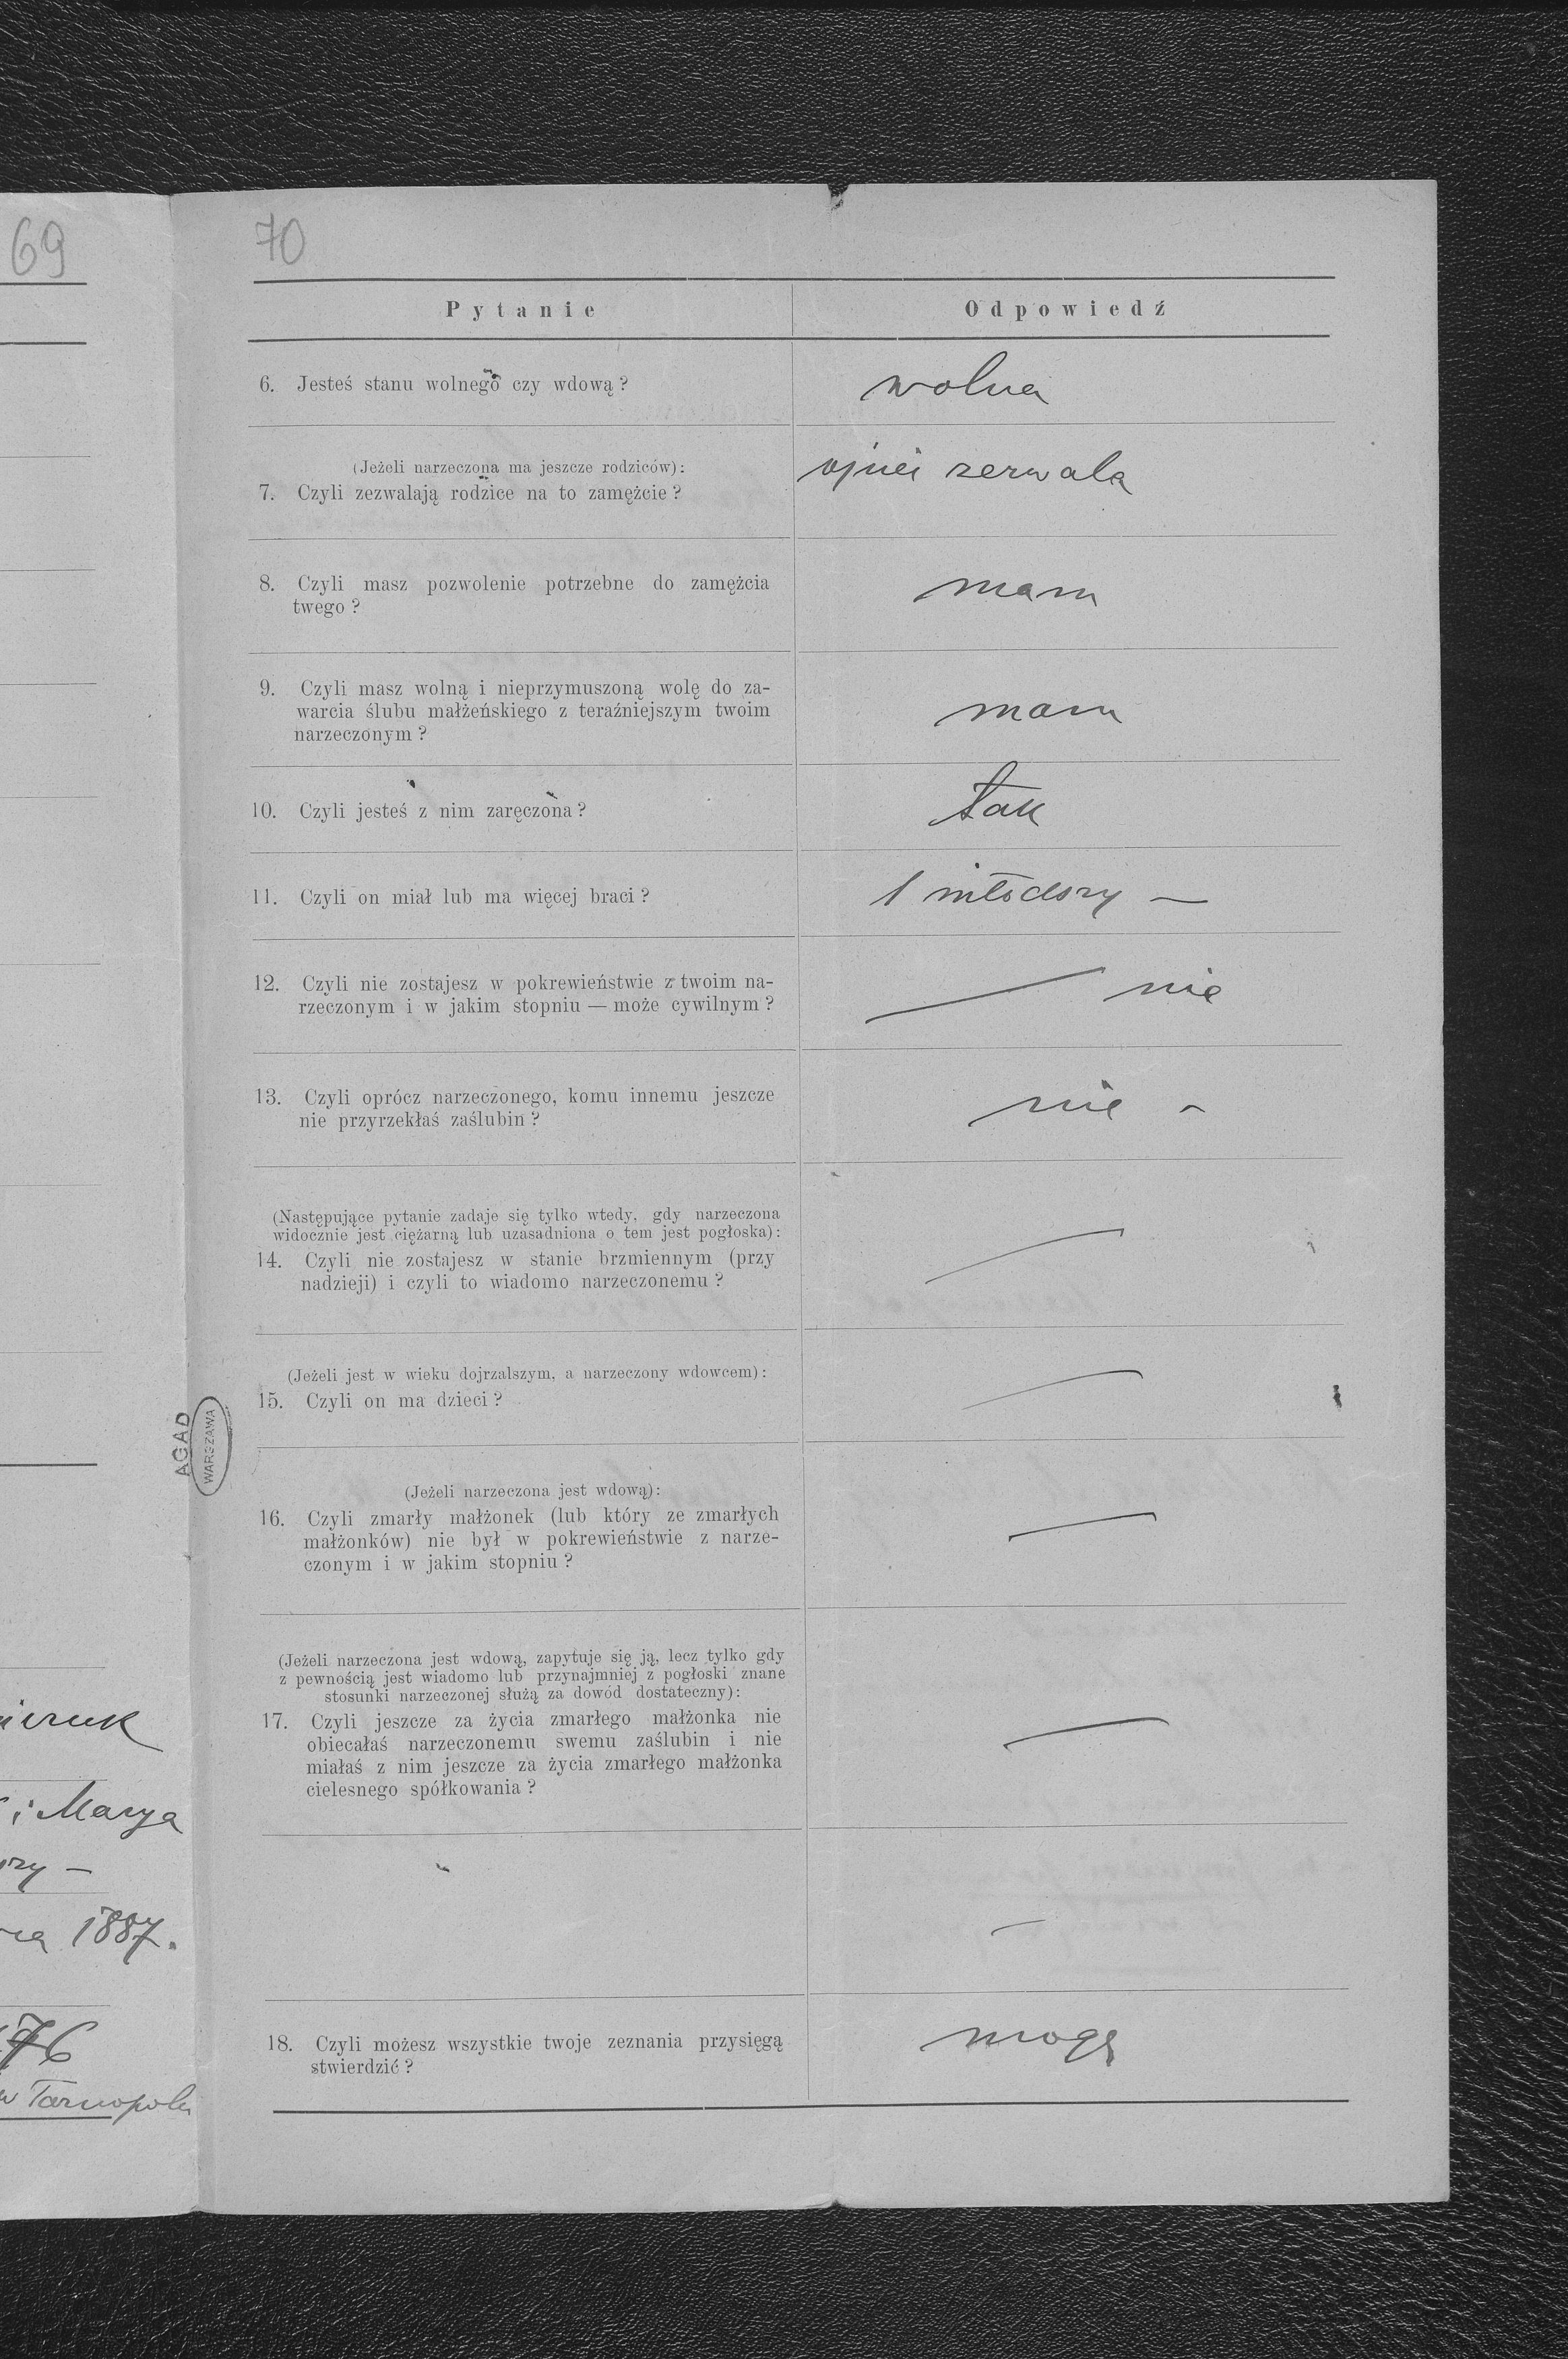 69
ieruk
i Marya
rzy –
ca 1887.
76
w Tarnopolu
70
Pytanie Odpowiedź
6. Jesteś stanu wolnego czy wdową?
wolna
(Jeżeli narzeczona ma jeszcze rodziców):
7. Czyli zezwalają rodzice na to zamężcie?
ojciec zezwala
8. Czyli masz pozwolenie potrzebne do zamężcia
twego?
mam
9. Czyli masz wolną i nieprzymuszoną wolę do za-
warcia ślubu małżeńskiego z teraźniejszym twoim
narzeczonym?
mam
10. Czyli jesteś z nim zaręczona?
tak
11. Czyli on miał lub ma więcej braci?
1 młodszy —
12. Czyli nie zostajesz w pokrewieństwie z twoim na-
rzeczonym i w jakim stopniu — może cywilnym?
— nie
13. Czyli oprócz narzeczonego, komu innemu jeszcze
nie przyrzekłaś zaślubin?
nie -
(Następujące pytanie zadaje się tylko wtedy, gdy narzeczona
widocznie jest ciężarną lub uzasadniona o tem jest pogłoska):
14. Czyli nie zostajesz w stanie brzmiennym (przy
nadzieji) i czyli to wiadomo narzeczonemu?
—
(Jeżeli jest w wieku dojrzalszym, a narzeczony wdowcem):
15. Czyli on ma dzieci?
—
AGAD
WARSZAWA
(Jeżeli narzeczona jest wdową):
16. Czyli zmarły małżonek (lub który ze zmarłych
małżonków) nie był w pokrewieństwie z narze-
czonym i w jakim stopniu?
—
(Jeżeli narzeczona jest wdową, zapytuje się ją, lecz tylko gdy
z pewnością jest wiadomo lub przynajmniej z pogłoski znane
stosunki narzeczonej służą za dowód dostateczny):
17. Czyli jeszcze za życia zmarłego małżonka nie
obiecałaś narzeczonemu swemu zaślubin i nie
miałaś z nim jeszcze za życia zmarłego małżonka
cielesnego spółkowania?
—
—
18. Czyli możesz wszystkie twoje zeznania przysięgą
stwierdzić?
mogę